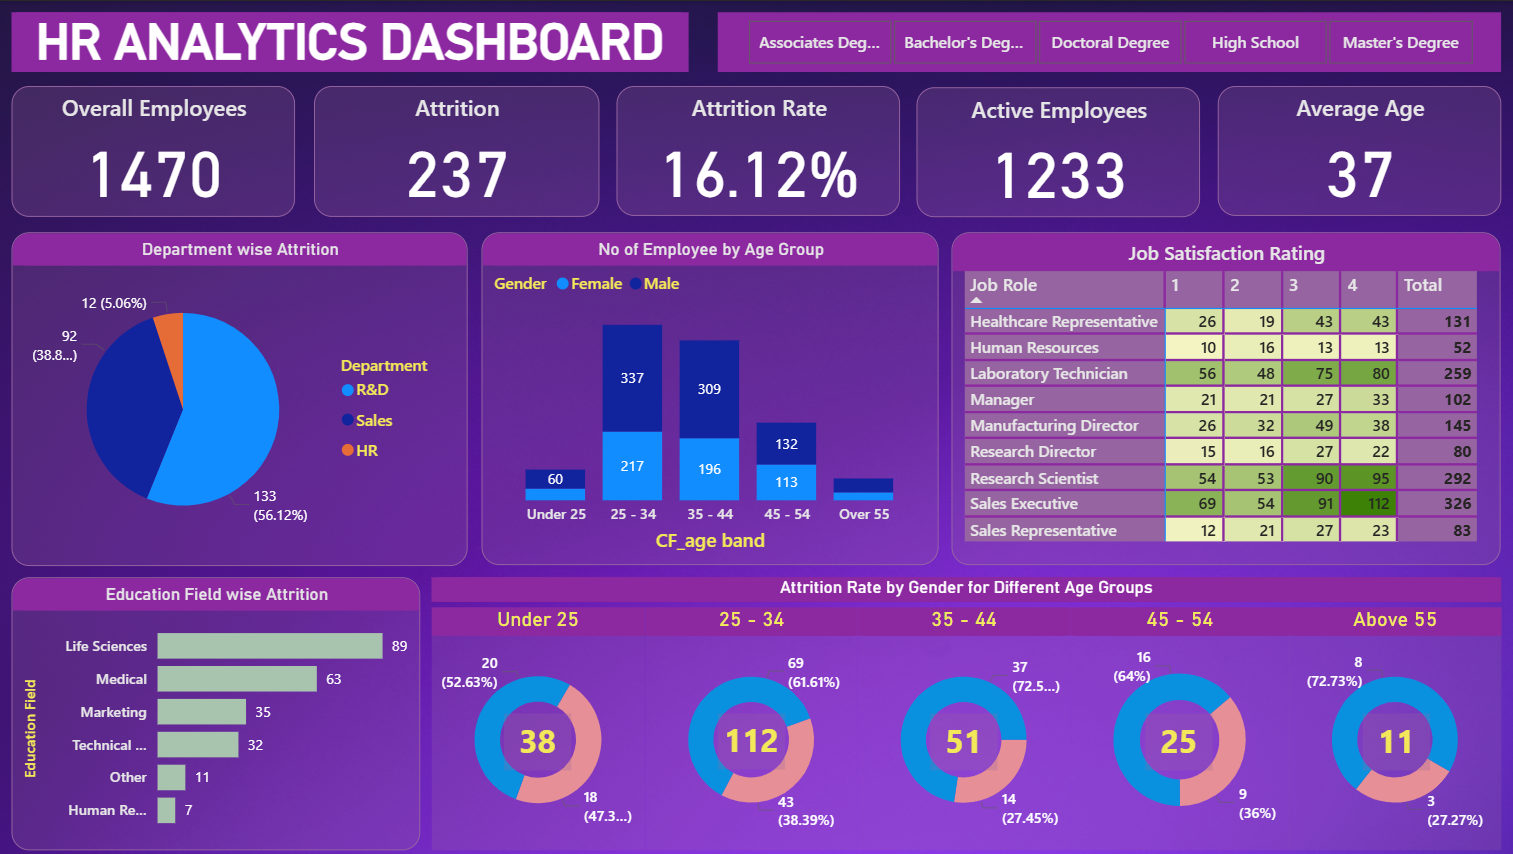 HR ANALYTICS DASHBOARD
Associates Deg...
Bachelor's Deg...
Doctoral Degree
High School
Master's Degree
Overall Employees
1470
Attrition
237
Attrition Rate
16.12%
Active Employees
1233
Average Age
37
Department wise Attrition
12 (5.06%)
92
(38.8...)
133
(56.12%)
Department
R&D
Sales
HR
No of Employee by Age Group
Gender Female Male
337
309
132
60
217
196
113
Under 25
25 - 34
35 - 44
45 - 54
Over 55
CF_age band
Job Satisfaction Rating
Job Role 1 2 3 4 Total
Healthcare Representative 26 19 43 43 131
Human Resources 10 16 13 13 52
Laboratory Technician 56 48 75 80 259
Manager 21 21 27 33 102
Manufacturing Director 26 32 49 38 145
Research Director 15 16 27 22 80
Research Scientist 54 53 90 95 292
Sales Executive 69 54 91 112 326
Sales Representative 12 21 27 23 83
Education Field wise Attrition
Education Field
Life Sciences 89
Medical 63
Marketing 35
Technical ... 32
Other 11
Human Re... 7
Attrition Rate by Gender for Different Age Groups
Under 25
20
(52.63%)
38
18
(47.3...)
25 - 34
69
(61.61%)
112
43
(38.39%)
35 - 44
37
(72.5...)
51
14
(27.45%)
45 - 54
16
(64%)
25
9
(36%)
Above 55
8
(72.73%)
11
3
(27.27%)